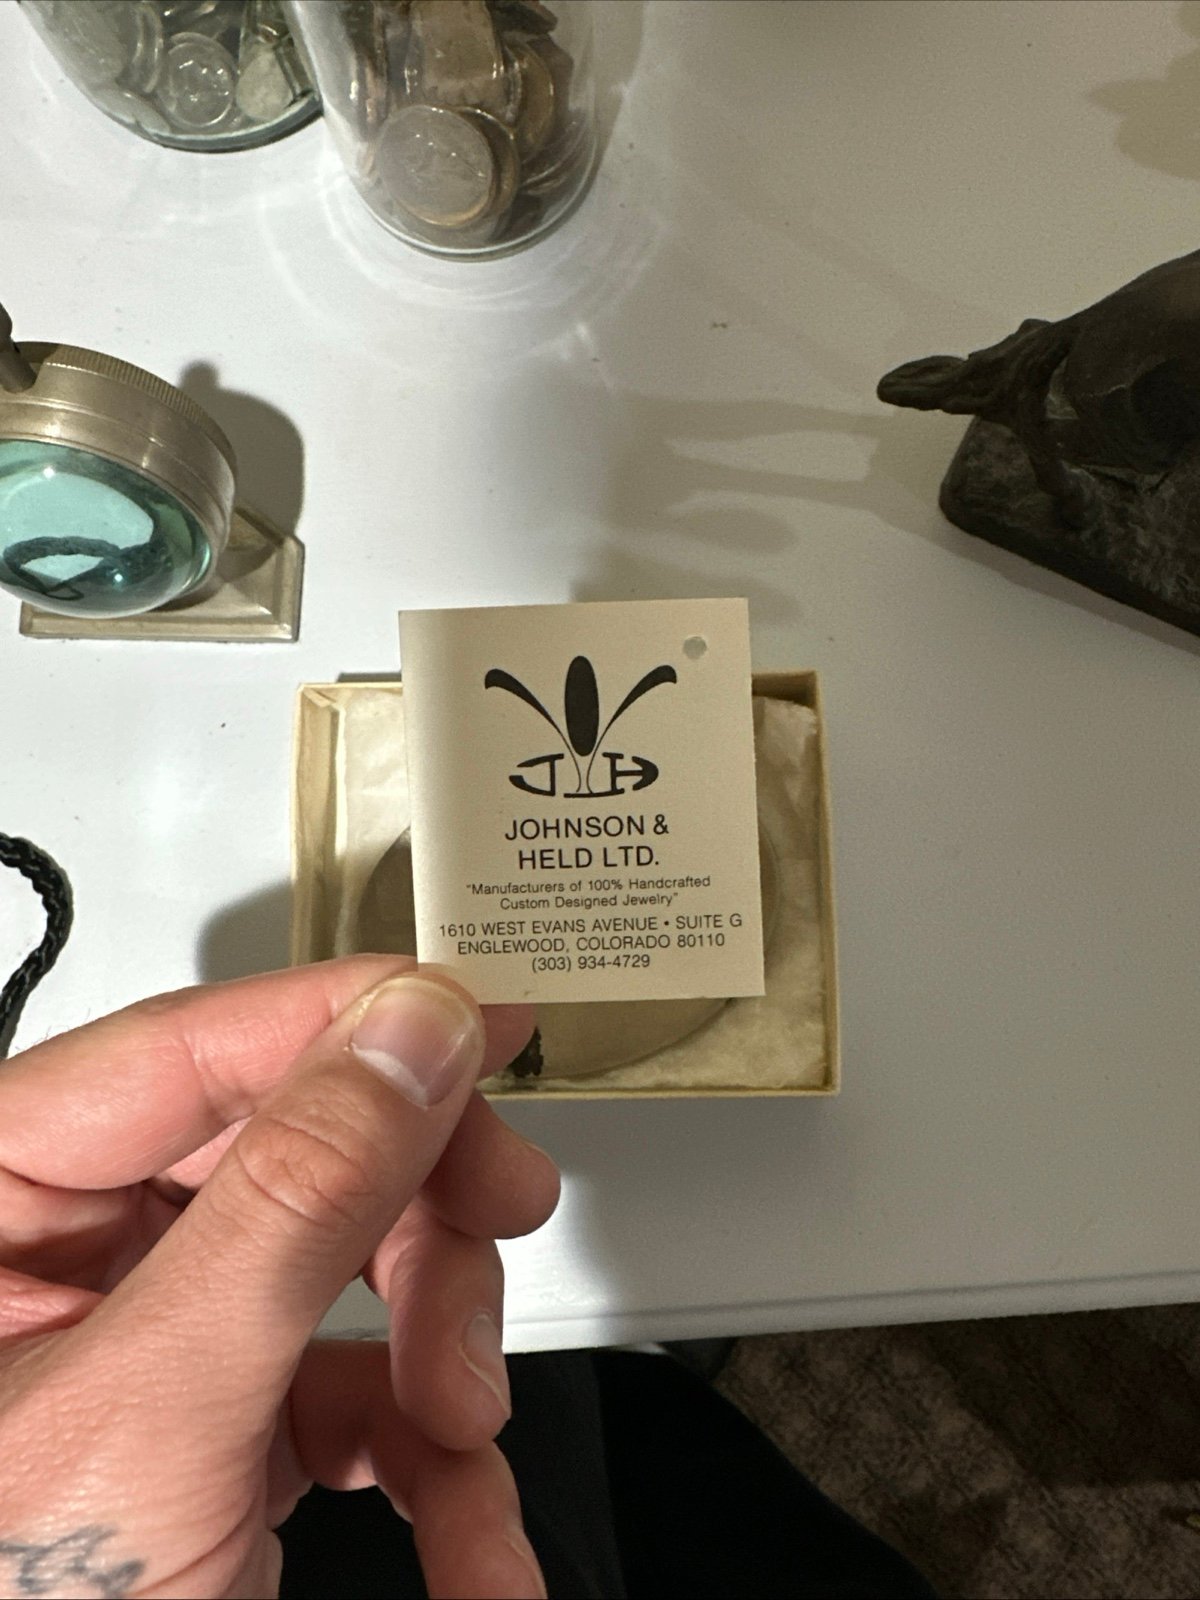 JH
JOHNSON &
HELD LTD.
"Manufacturers of 100% Handcrafted
Custom Designed Jewelry"
1610 WEST EVANS AVENUE • SUITE G
ENGLEWOOD, COLORADO 80110
(303) 934-4729